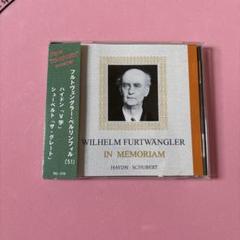 フルトヴェングラー・ベルリンフィル('51)
ハイドン「V字」
シューベルト「ザ・グレート」
WILHELM FURTWÄNGLER
IN MEMORIAM
HAYDN · SCHUBERT